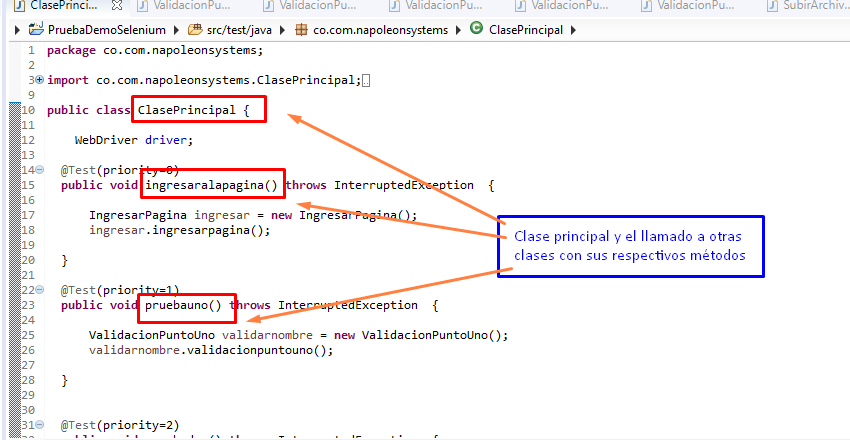 ClasePrinci... ValidacionPun... ValidacionPun... ValidacionPu... ValidacionPu... ValidacionPu... SubirArchiv
PruebaDemoSelenium src/test/java co.com.napoleonsystems ClasePrincipal
1 package co.com.napoleonsystems;
2
3 import co.com.napoleonsystems.ClasePrincipal;
9
10 public class ClasePrincipal {
11
12 WebDriver driver;
13
14 @Test(priority=0)
15 public void ingresaralapagina() throws InterruptedException {
16
17 IngresarPagina ingresar = new IngresarPagina();
18 ingresar.ingresarpagina();
19
20 }
21
22 @Test(priority=1)
23 public void pruebauno() throws InterruptedException {
24
25 ValidacionPuntoUno validarnombre = new ValidacionPuntoUno();
26 validarnombre.validacionpuntouno();
27
28 }
29
30
31 @Test(priority=2)
Clase principal y el llamado a otras
clases con sus respectivos métodos